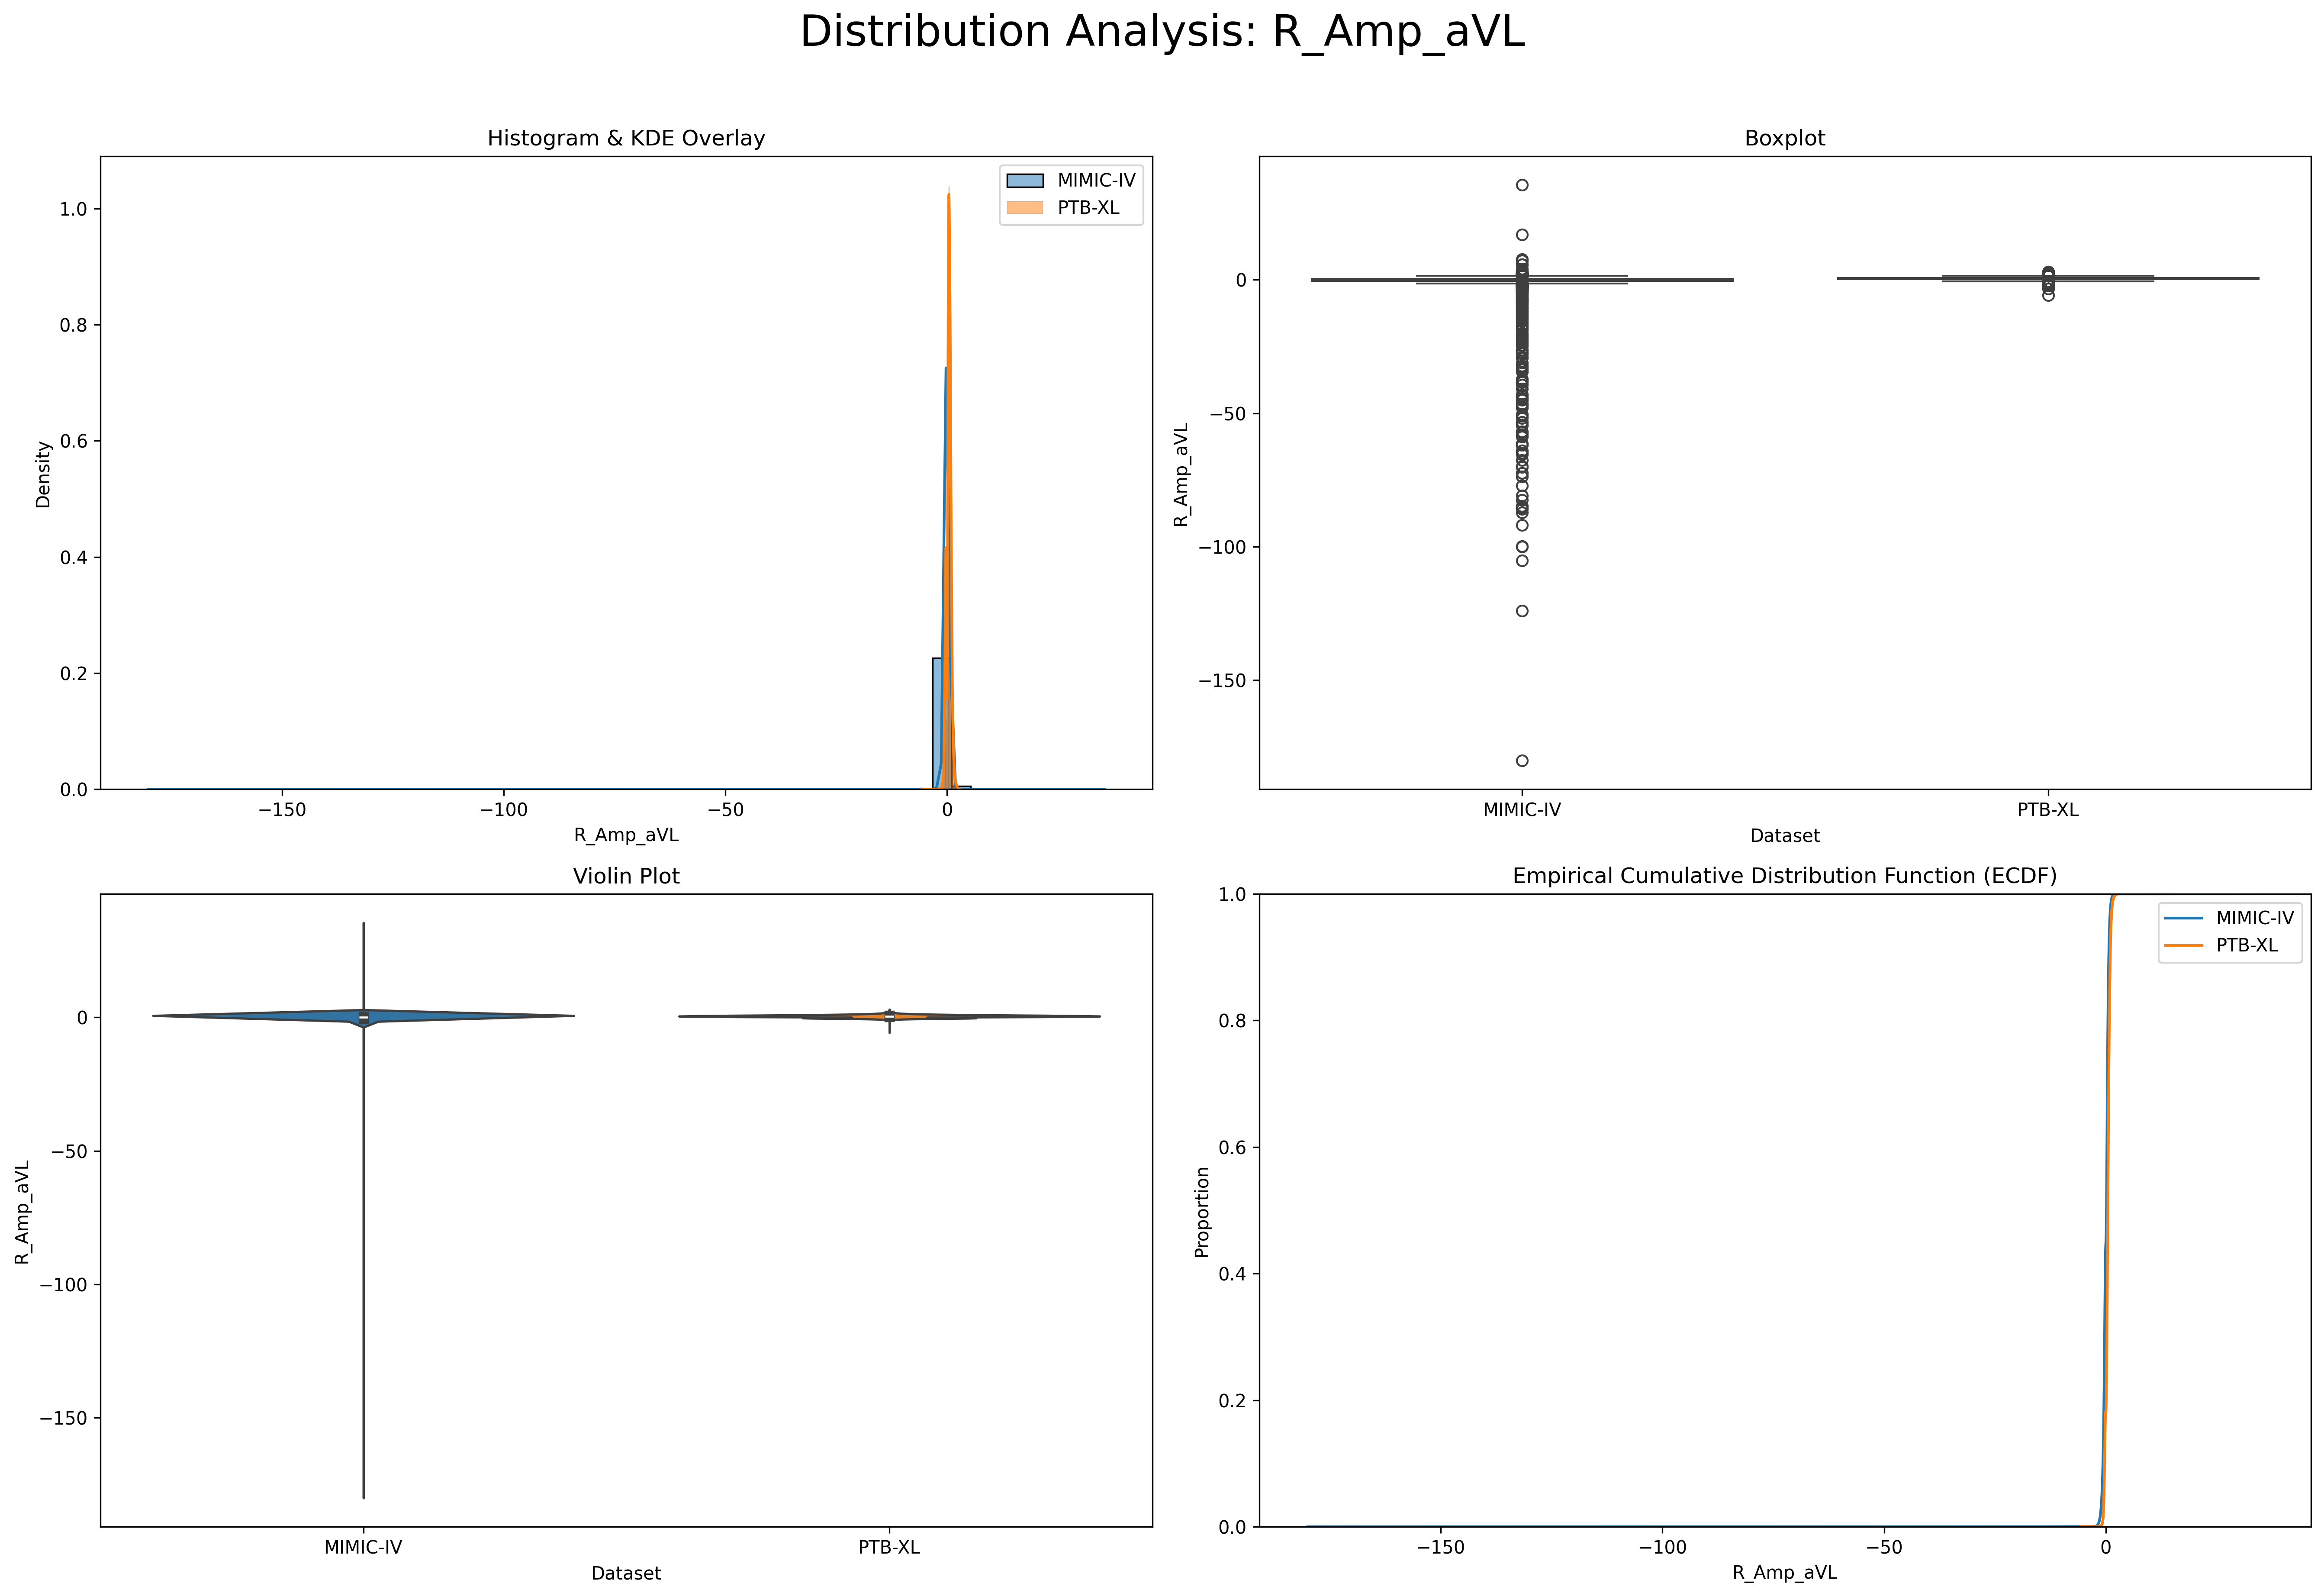 Distribution Analysis: R_Amp_aVL
Histogram & KDE Overlay
MIMIC-IV
PTB-XL
1.0
0.8
0.6
0.4
0.2
0.0
Density
−150
−100
−50
0
R_Amp_aVL
Boxplot
0
−50
−100
−150
R_Amp_aVL
MIMIC-IV
PTB-XL
Dataset
Violin Plot
0
−50
−100
−150
R_Amp_aVL
MIMIC-IV
PTB-XL
Dataset
Empirical Cumulative Distribution Function (ECDF)
MIMIC-IV
PTB-XL
1.0
0.8
0.6
0.4
0.2
0.0
Proportion
−150
−100
−50
0
R_Amp_aVL